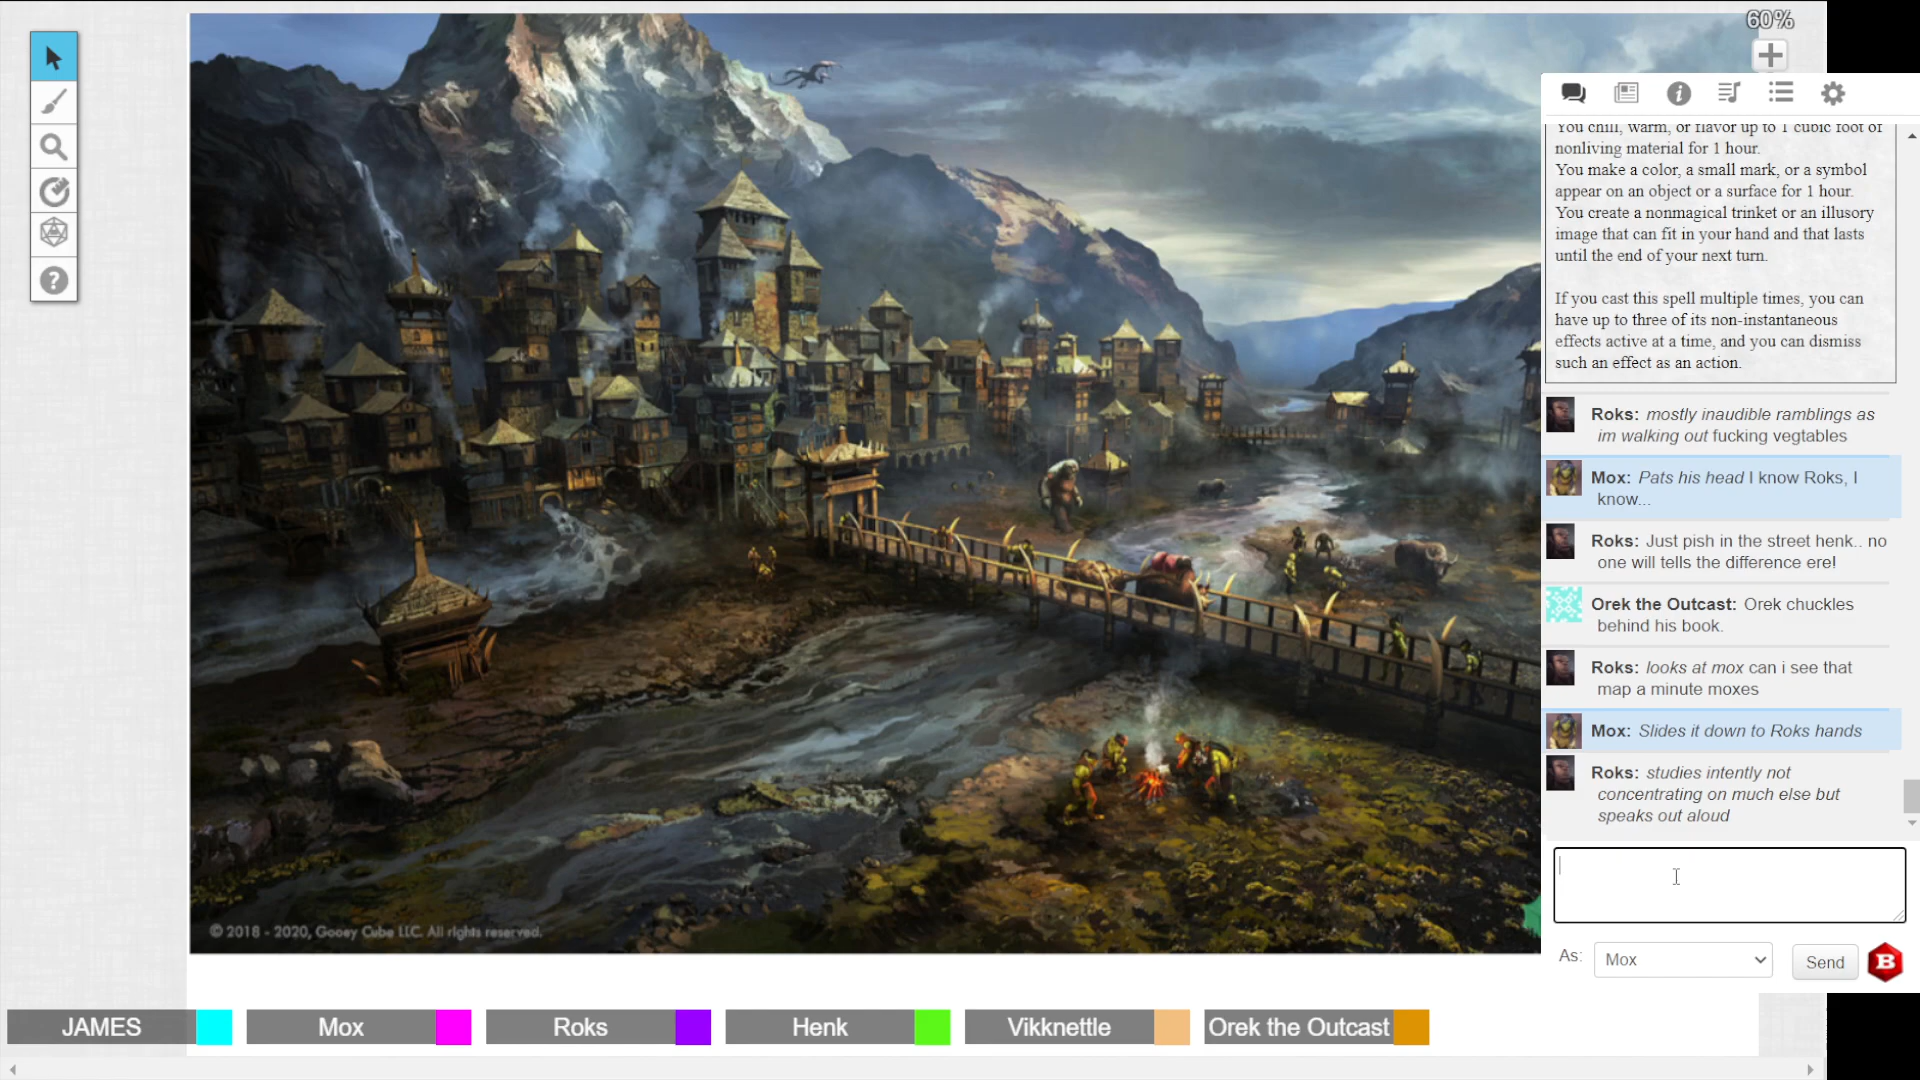 60%
You chill, warm, or flavor up to 1 cubic foot of
nonliving material for 1 hour.
You make a color, a small mark, or a symbol
appear on an object or a surface for 1 hour.
You create a nonmagical trinket or an illusory
image that can fit in your hand and that lasts
until the end of your next turn.
If you cast this spell multiple times, you can
have up to three of its non-instantaneous
effects active at a time, and you can dismiss
such an effect as an action.
Roks: mostly inaudible ramblings as
im walking out fucking vegtables
Mox: Pats his head I know Roks, I
know...
Roks: Just pish in the street henk.. no
one will tells the difference ere!
Orek the Outcast: Orek chuckles
behind his book.
Roks: looks at mox can i see that
map a minute moxes
Mox: Slides it down to Roks hands
Roks: studies intently not
concentrating on much else but
speaks out aloud
© 2018 - 2020, Gooey Cube LLC. All rights reserved.
As: Mox Send B
JAMES Mox Roks Henk Vikknettle Orek the Outcast